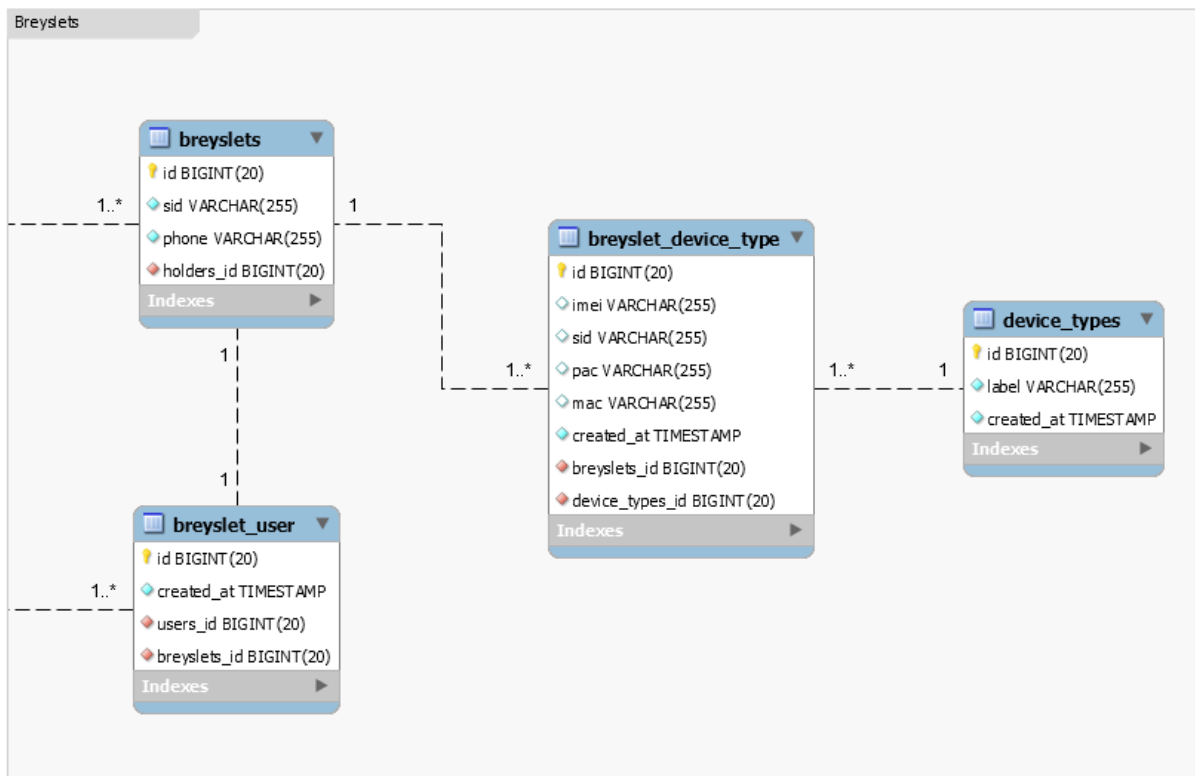 Breyslets
breyslets
id BIGINT(20)
sid VARCHAR(255)
phone VARCHAR(255)
holders_id BIGINT(20)
Indexes
1..*
1
1
1
breyslet_user
id BIGINT(20)
created_at TIMESTAMP
users_id BIGINT(20)
breyslets_id BIGINT(20)
Indexes
1..*
1..*
breyslet_device_type
id BIGINT(20)
imei VARCHAR(255)
sid VARCHAR(255)
pac VARCHAR(255)
mac VARCHAR(255)
created_at TIMESTAMP
breyslets_id BIGINT(20)
device_types_id BIGINT(20)
Indexes
1..*
1
device_types
id BIGINT(20)
label VARCHAR(255)
created_at TIMESTAMP
Indexes